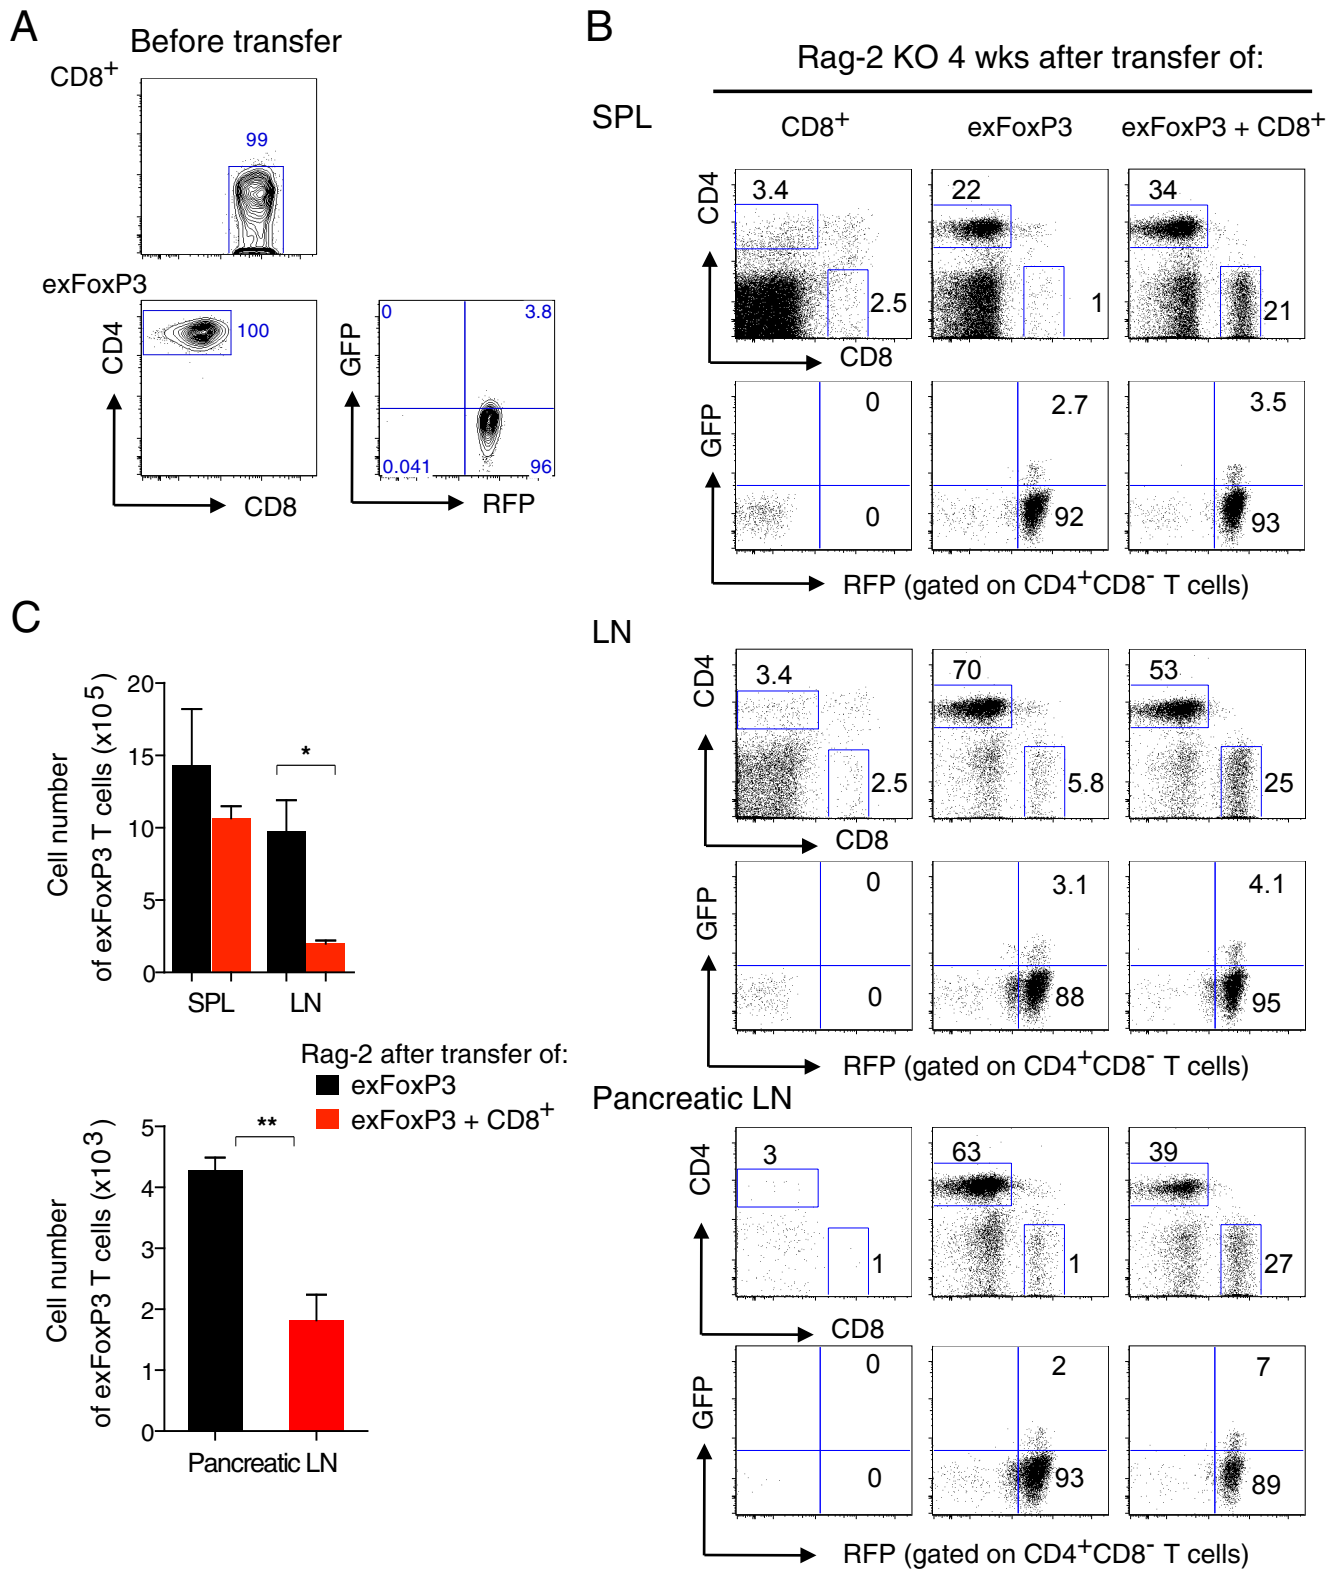 A
Before transfer
CD8+
99
exFoxP3
CD4
100
CD8
GFP
0
3.8
0.041
96
RFP
B
Rag-2 KO 4 wks after transfer of:
SPL
CD8+
exFoxP3
exFoxP3 + CD8+
CD4
3.4
2.5
22
1
34
21
CD8
GFP
0
0
2.7
92
3.5
93
RFP (gated on CD4+CD8- T cells)
LN
CD4
3.4
2.5
70
5.8
53
25
CD8
GFP
0
0
3.1
88
4.1
95
RFP (gated on CD4+CD8- T cells)
Pancreatic LN
CD4
3
1
63
1
39
27
CD8
GFP
0
0
2
93
7
89
RFP (gated on CD4+CD8- T cells)
C
Cell number
of exFoxP3 T cells (x10^5)
20
15
10
5
0
*
SPL
LN
Rag-2 after transfer of:
exFoxP3
exFoxP3 + CD8+
Cell number
of exFoxP3 T cells (x10^3)
5
4
3
2
1
0
**
Pancreatic LN